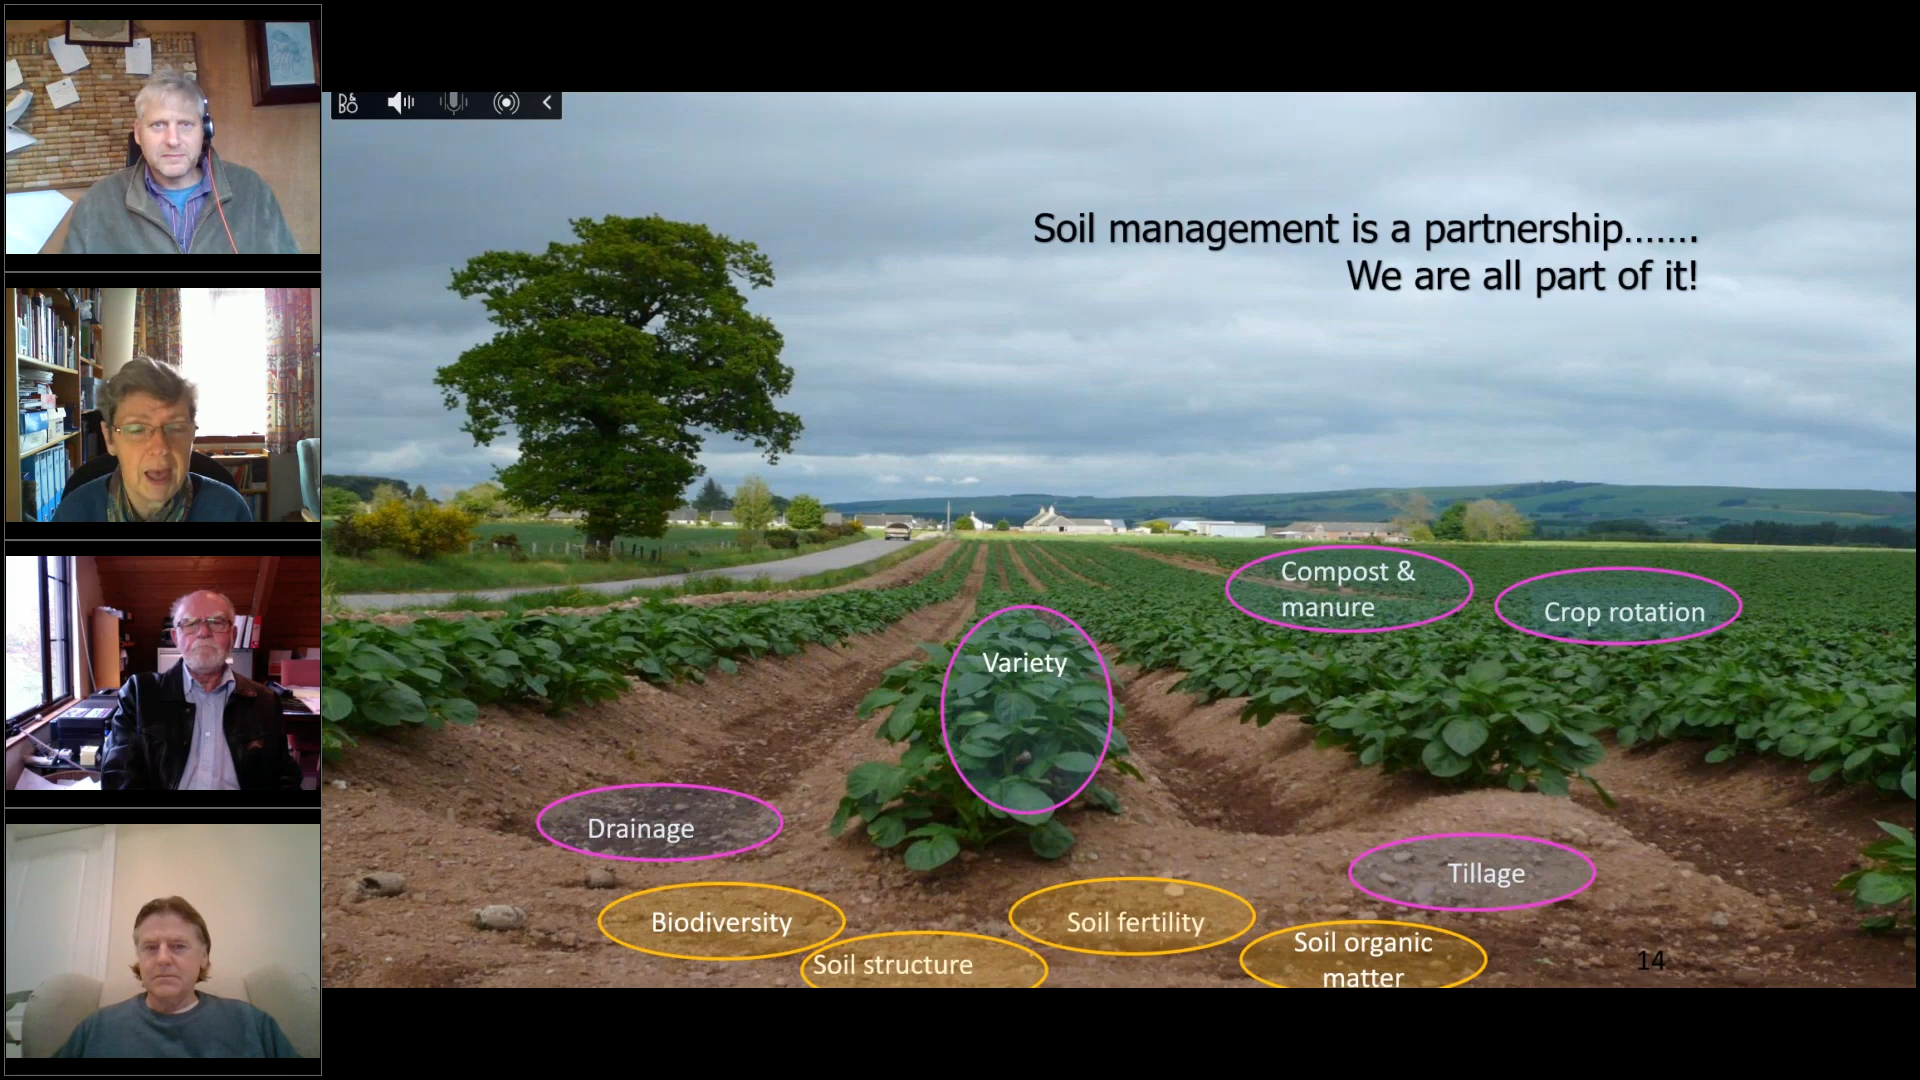 B&O
Soil management is a partnership.......
We are all part of it!
Compost &
manure
Crop rotation
Variety
Drainage
Tillage
Biodiversity
Soil fertility
Soil structure
Soil organic
matter
14